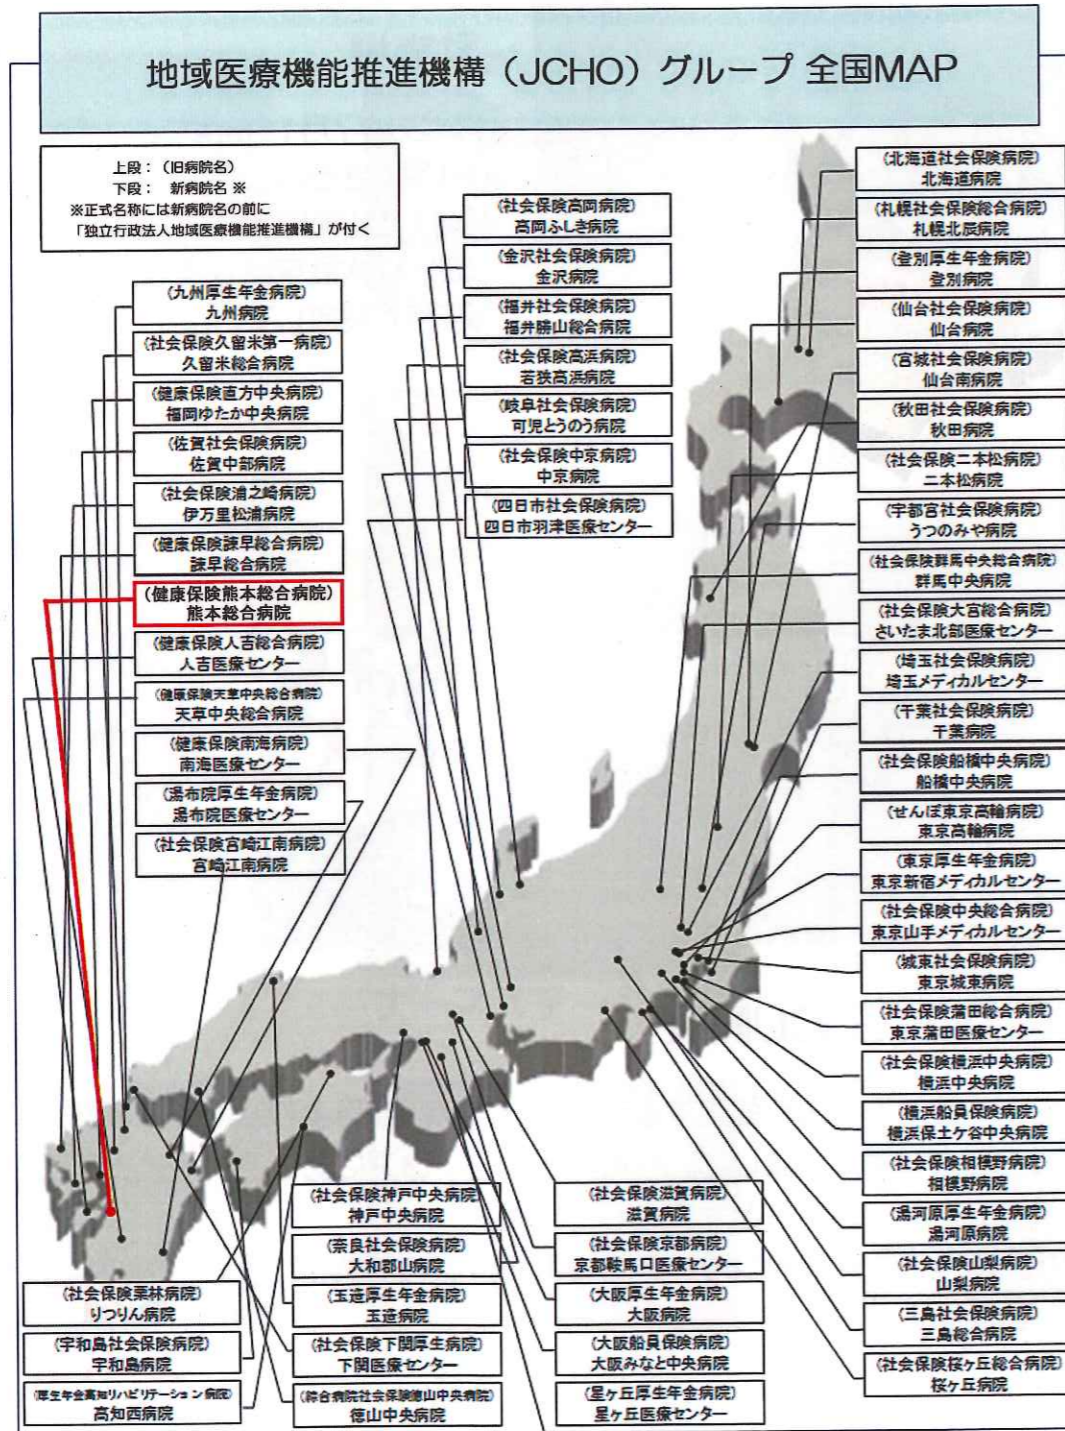 地域医療機能推進機構（JCHO）グループ 全国MAP
上段：（旧病院名）
下段： 新病院名 ※
※正式名称には新病院名の前に
「独立行政法人地域医療機能推進機構」が付く
（九州厚生年金病院）
九州病院
（社会保険久留米第一病院）
久留米総合病院
（健康保険直方中央病院）
福岡ゆたか中央病院
（佐賀社会保険病院）
佐賀中部病院
（社会保険浦之崎病院）
伊万里松浦病院
（健康保険諫早総合病院）
諫早総合病院
（健康保険熊本総合病院）
熊本総合病院
（健康保険人吉総合病院）
人吉医療センター
（健康保険天草中央総合病院）
天草中央総合病院
（健康保険南海病院）
南海医療センター
（湯布院厚生年金病院）
湯布院医療センター
（社会保険宮崎江南病院）
宮崎江南病院
（社会保険高岡病院）
高岡ふしき病院
（金沢社会保険病院）
金沢病院
（福井社会保険病院）
福井勝山総合病院
（社会保険高浜病院）
若狭高浜病院
（岐阜社会保険病院）
可児とうのう病院
（社会保険中京病院）
中京病院
（四日市社会保険病院）
四日市羽津医療センター
（北海道社会保険病院）
北海道病院
（札幌社会保険総合病院）
札幌北辰病院
（登別厚生年金病院）
登別病院
（仙台社会保険病院）
仙台病院
（宮城社会保険病院）
仙台南病院
（秋田社会保険病院）
秋田病院
（社会保険二本松病院）
二本松病院
（宇都宮社会保険病院）
うつのみや病院
（社会保険群馬中央総合病院）
群馬中央病院
（社会保険大宮総合病院）
さいたま北部医療センター
（埼玉社会保険病院）
埼玉メディカルセンター
（千葉社会保険病院）
千葉病院
（社会保険船橋中央病院）
船橋中央病院
（せんぽ東京高輪病院）
東京高輪病院
（東京厚生年金病院）
東京新宿メディカルセンター
（社会保険中央総合病院）
東京山手メディカルセンター
（城東社会保険病院）
東京城東病院
（社会保険蒲田総合病院）
東京蒲田医療センター
（社会保険横浜中央病院）
横浜中央病院
（横浜船員保険病院）
横浜保土ケ谷中央病院
（社会保険相模野病院）
相模野病院
（湯河原厚生年金病院）
湯河原病院
（社会保険山梨病院）
山梨病院
（三島社会保険病院）
三島総合病院
（社会保険桜ヶ丘総合病院）
桜ヶ丘病院
（社会保険栗林病院）
りつりん病院
（宇和島社会保険病院）
宇和島病院
（厚生年金高知リハビリテーション病院）
高知西病院
（社会保険神戸中央病院）
神戸中央病院
（奈良社会保険病院）
大和郡山病院
（玉造厚生年金病院）
玉造病院
（社会保険下関厚生病院）
下関医療センター
（綜合病院社会保険徳山中央病院）
徳山中央病院
（社会保険滋賀病院）
滋賀病院
（社会保険京都病院）
京都鞍馬口医療センター
（大阪厚生年金病院）
大阪病院
（大阪船員保険病院）
大阪みなと中央病院
（星ヶ丘厚生年金病院）
星ヶ丘医療センター